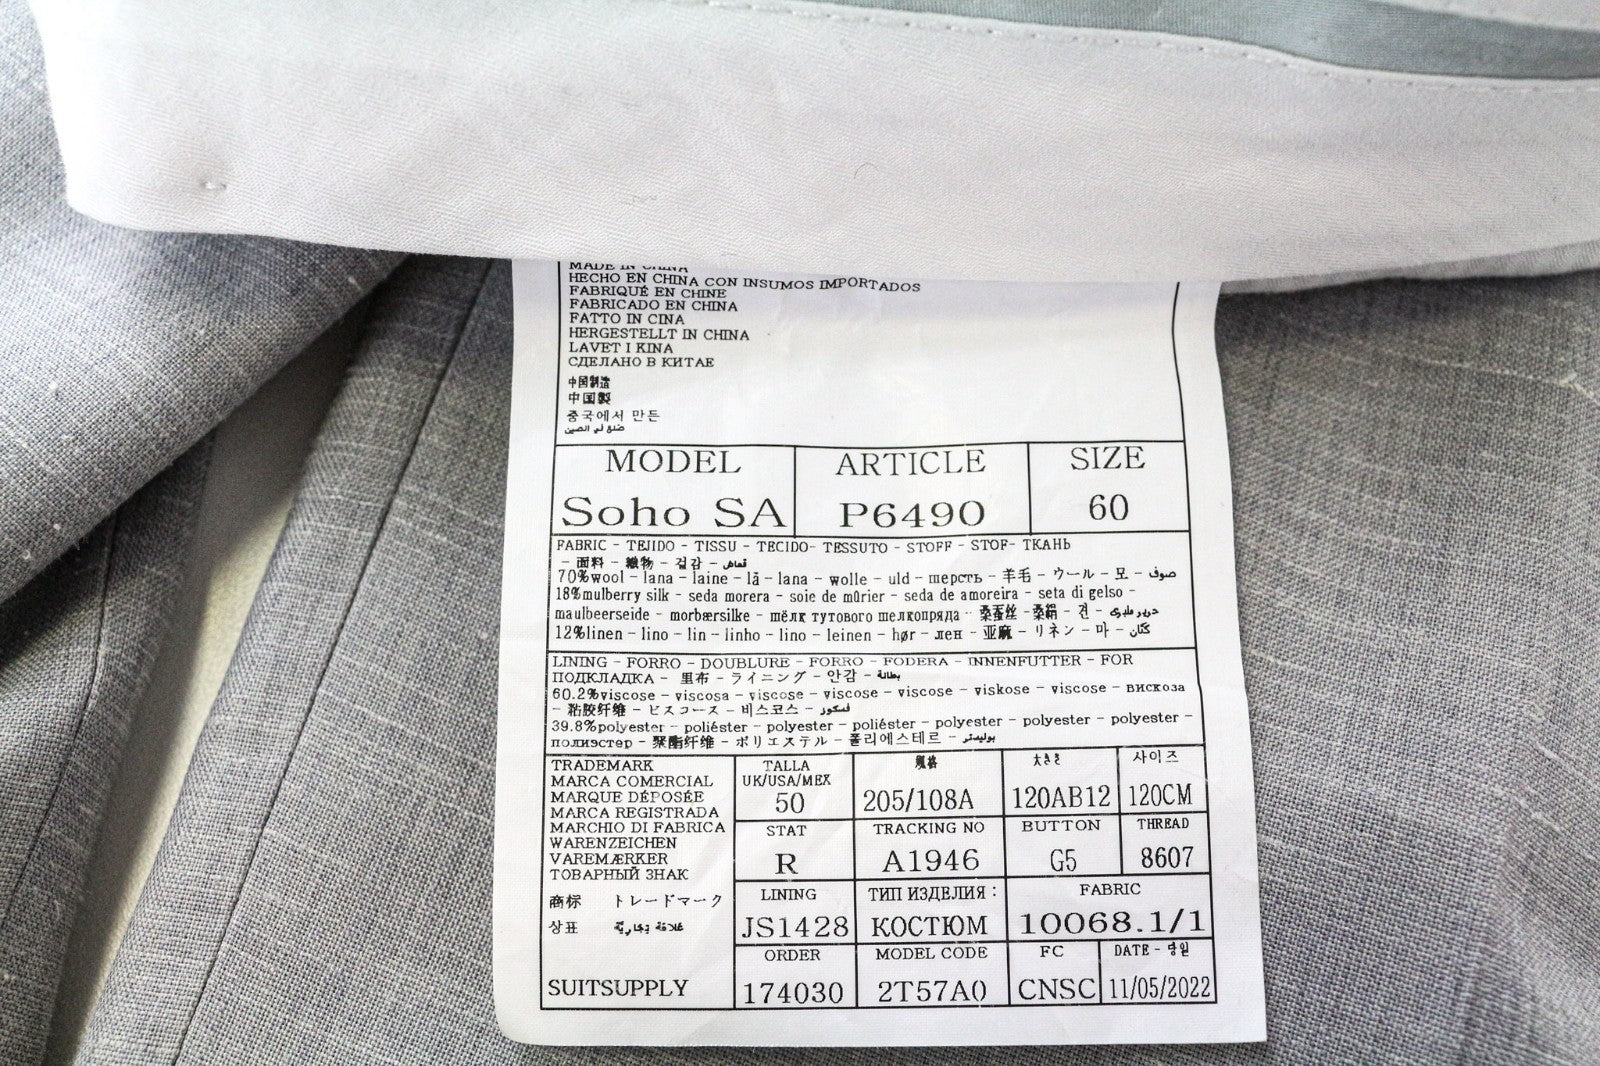 MADE IN CHINA
HECHO EN CHINA CON INSUMOS IMPORTADOS
FABRIQUÉ EN CHINE
FABRICADO EN CHINA
FATTO IN CINA
HERGESTELLT IN CHINA
LAVET I KINA
СДЕЛАНО В КИТАЕ
中国制造
中国製
중국에서 만든
صنع في الصين
MODEL ARTICLE SIZE
Soho SA P6490 60
FABRIC - TEJIDO - TISSU - TECIDO- TESSUTO - STOFF - STOF- ТКАНЬ
- 面料 - 織物 - 겉감 - قماش
70%wool - lana - laine - lã - lana - wolle - uld - шерсть - 羊毛 - ウール - 모 - صوف
18%mulberry silk - seda morera - soie de mûrier - seda de amoreira - seta di gelso -
maulbeerseide - morbærsilke - шёлк тутового шелкопряда - 桑蚕丝 - 桑絹 - 견 -
12%linen - lino - lin - linho - lino - leinen - hør - лен - 亚麻 - リネン - 마 - كتان
LINING - FORRO - DOUBLURE - FORRO - FODERA - INNENFUTTER - FOR
ПОДКЛАДКА - 里布 - ライニング - 안감 - بطانة
60.2%viscose - viscosa - viscose - viscose - viscose - viskose - viscose - вискоза
- 粘胶纤维 - ビスコース - 비스코스 - فسكوز
39.8%polyester - poliéster - polyester - poliéster - polyester - polyester - polyester -
полиэстер - 聚酯纤维 - ポリエステル - 폴리에스테르 - بوليستر
TRADEMARK
MARCA COMERCIAL
MARQUE DÉPOSÉE
MARCA REGISTRADA
MARCHIO DI FABRICA
WARENZEICHEN
VAREMÆRKER
ТОВАРНЫЙ ЗНАК
商标 トレードマーク
상표 علامة تجارية
SUITSUPPLY
TALLA 规格 大きさ 사이즈
UK/USA/MEX
50 205/108A 120AB12 120CM
STAT TRACKING NO BUTTON THREAD
R A1946 G5 8607
LINING ТИП ИЗДЕЛИЯ: FABRIC
JS1428 КОСТЮМ 10068.1/1
ORDER MODEL CODE FC DATE -
174030 2T57A0 CNSC 11/05/2022